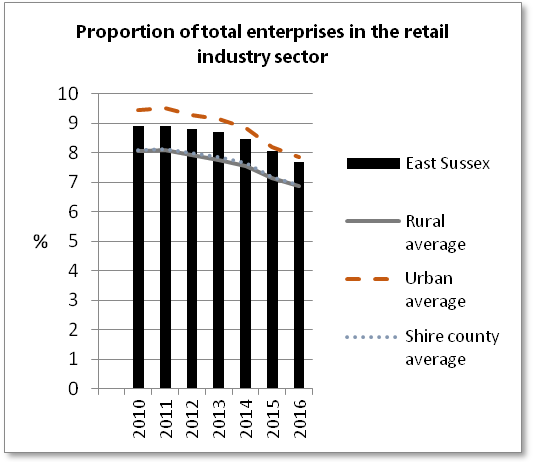 Proportion of total enterprises in the retail
industry sector
10
9
8
7
6
5
4
3
2
1
0
%
2010
2011
2012
2013
2014
2015
2016
East Sussex
Rural
average
Urban
average
Shire county
average